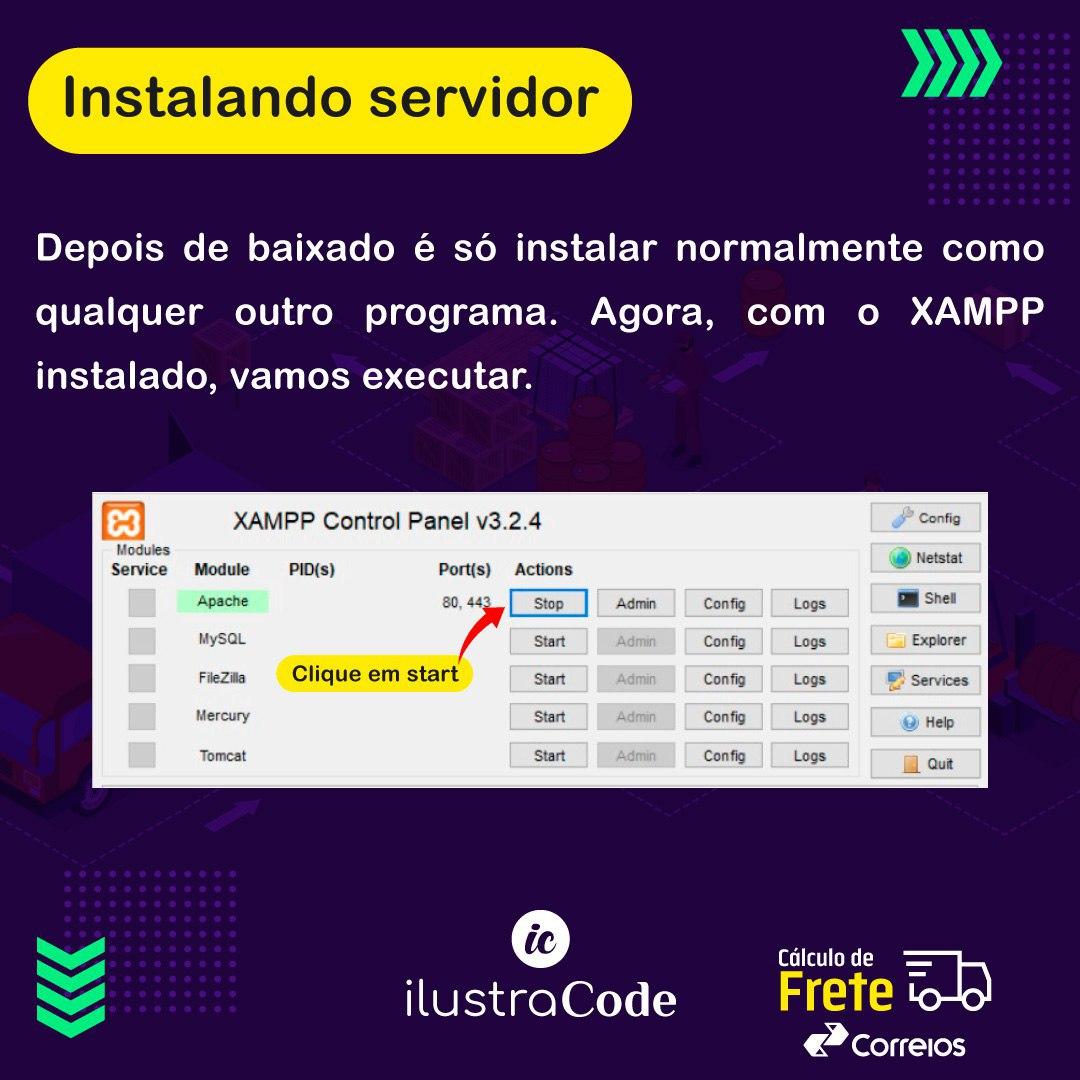 Instalando servidor
Depois de baixado é só instalar normalmente como
qualquer outro programa. Agora, com o XAMPP
instalado, vamos executar.
XAMPP Control Panel v3.2.4
Config
Modules
Service Module PID(s) Port(s) Actions
Netstat
Apache 80, 443 Stop Admin Config Logs
Shell
MySQL Start Admin Config Logs
Explorer
Clique em start
FileZilla Start Admin Config Logs
Services
Mercury Start Admin Config Logs
Help
Tomcat Start Admin Config Logs
Quit
ic
ilustraCode
Cálculo de
Frete
Correios